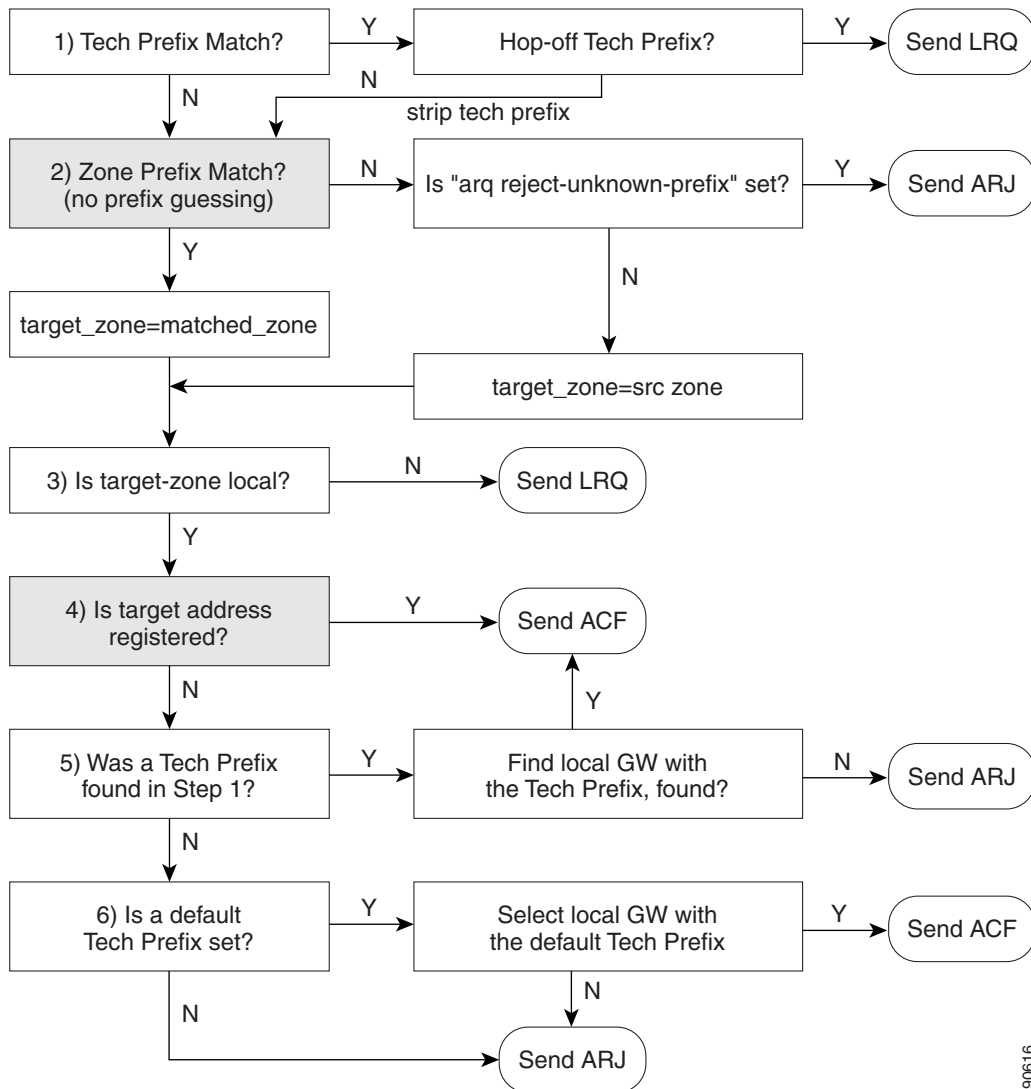 1) Tech Prefix Match?
Y
Hop-off Tech Prefix?
Y
Send LRQ
N
N
strip tech prefix
2) Zone Prefix Match?
(no prefix guessing)
N
Is "arq reject-unknown-prefix" set?
Y
Send ARJ
Y
N
target_zone=matched_zone
target_zone=src zone
3) Is target-zone local?
N
Send LRQ
Y
4) Is target address
registered?
Y
Send ACF
N
Y
5) Was a Tech Prefix
found in Step 1?
Y
Find local GW with
the Tech Prefix, found?
N
Send ARJ
N
6) Is a default
Tech Prefix set?
Y
Select local GW with
the default Tech Prefix
Y
Send ACF
N
N
Send ARJ
90616